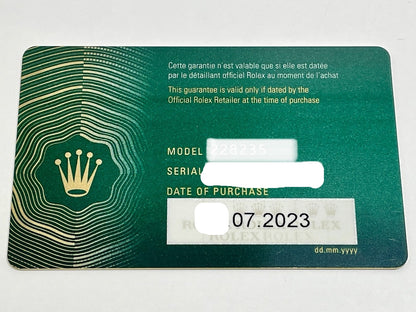 Cette garantie n'est valable que si elle est datée
par le détaillant officiel Rolex au moment de l'achat
This guarantee is valid only if dated by the
Official Rolex Retailer at the time of purchase
MODEL 228235
SERIAL
DATE OF PURCHASE
07.2023
ROLEX ROLEX
dd.mm.yyyy